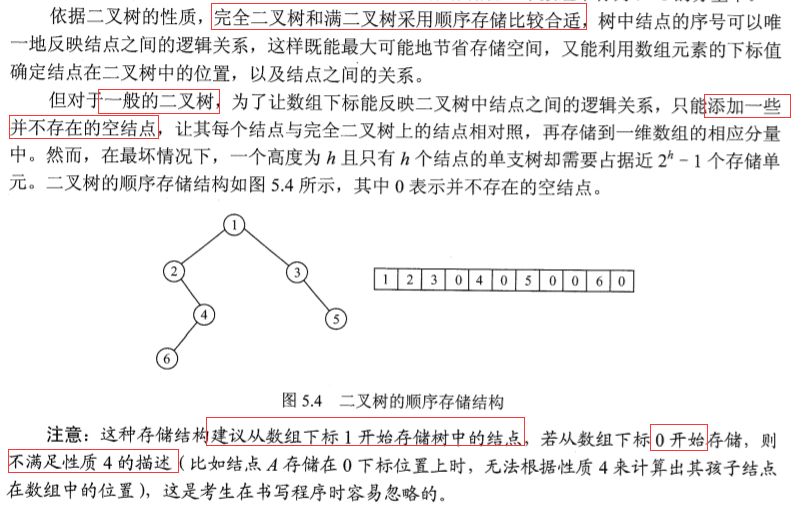 依据二叉树的性质，完全二叉树和满二叉树采用顺序存储比较合适，树中结点的序号可以唯
一地反映结点之间的逻辑关系，这样既能最大可能地节省存储空间，又能利用数组元素的下标值
确定结点在二叉树中的位置，以及结点之间的关系。
但对于一般的二叉树，为了让数组下标能反映二叉树中结点之间的逻辑关系，只能添加一些
并不存在的空结点，让其每个结点与完全二叉树上的结点相对照，再存储到一维数组的相应分量
中。然而，在最坏情况下，一个高度为 h 且只有 h 个结点的单支树却需要占据近 2^h - 1 个存储单
元。二叉树的顺序存储结构如图 5.4 所示，其中 0 表示并不存在的空结点。
1
2 3
4 5
6
1 2 3 0 4 0 5 0 0 6 0
图 5.4 二叉树的顺序存储结构
注意：这种存储结构建议从数组下标 1 开始存储树中的结点，若从数组下标 0 开始存储，则
不满足性质 4 的描述（比如结点 A 存储在 0 下标位置上时，无法根据性质 4 来计算出其孩子结点
在数组中的位置），这是考生在书写程序时容易忽略的。